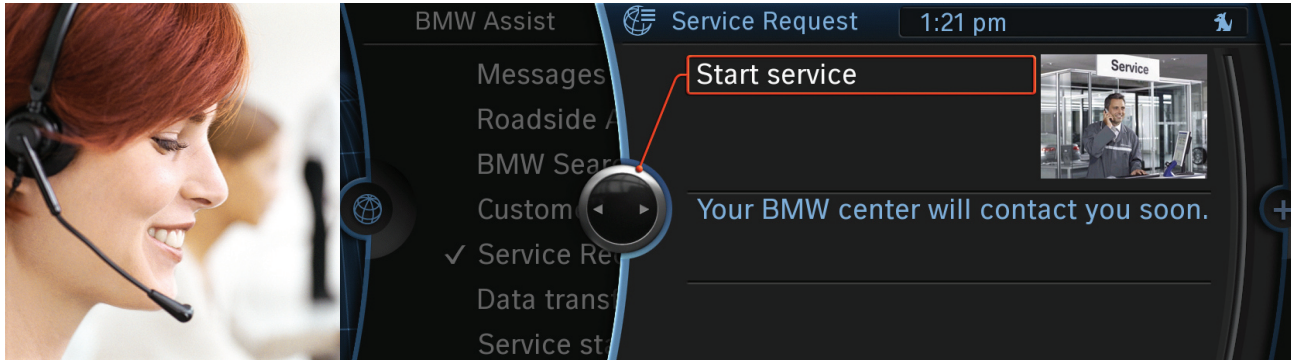 BMW Assist
Service Request
1:21 pm
Messages
Roadside
BMW
Service
Data
Service
Start service
Service
Your BMW center will contact you soon.